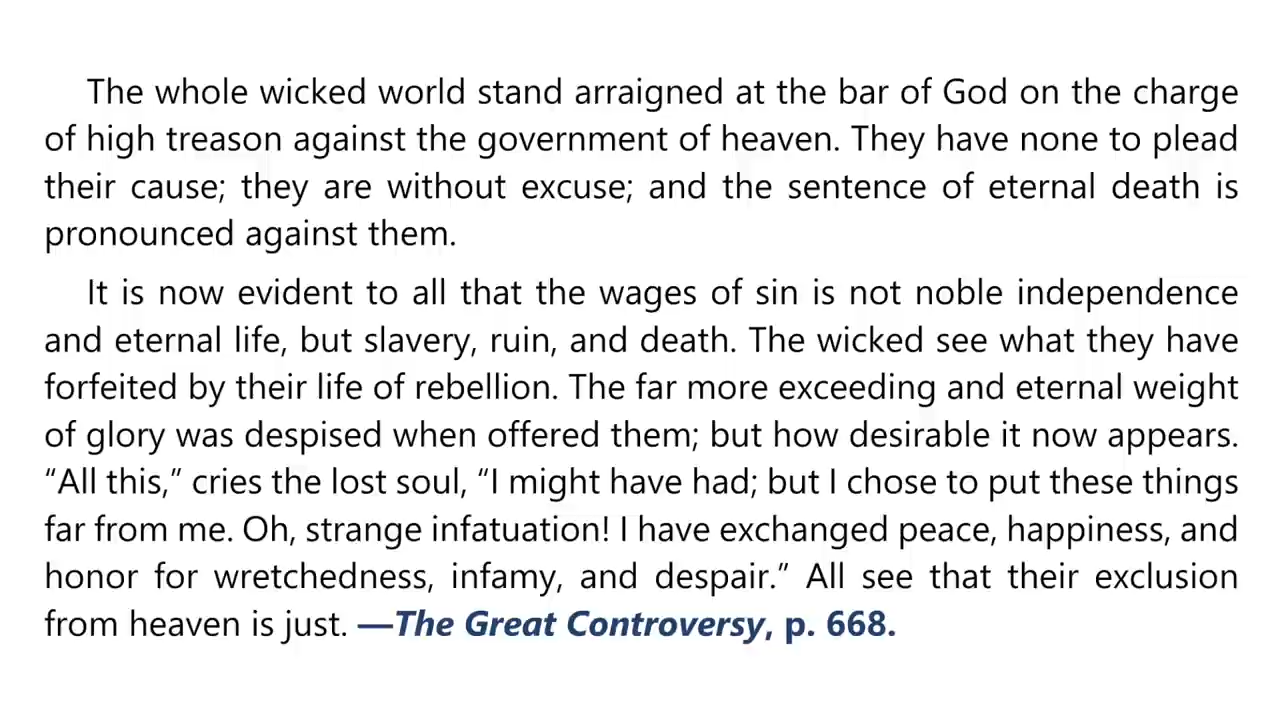 The whole wicked world stand arraigned at the bar of God on the charge
of high treason against the government of heaven. They have none to plead
their cause; they are without excuse; and the sentence of eternal death is
pronounced against them.
It is now evident to all that the wages of sin is not noble independence
and eternal life, but slavery, ruin, and death. The wicked see what they have
forfeited by their life of rebellion. The far more exceeding and eternal weight
of glory was despised when offered them; but how desirable it now appears.
“All this,” cries the lost soul, “I might have had; but I chose to put these things
far from me. Oh, strange infatuation! I have exchanged peace, happiness, and
honor for wretchedness, infamy, and despair.” All see that their exclusion
from heaven is just. —The Great Controversy, p. 668.